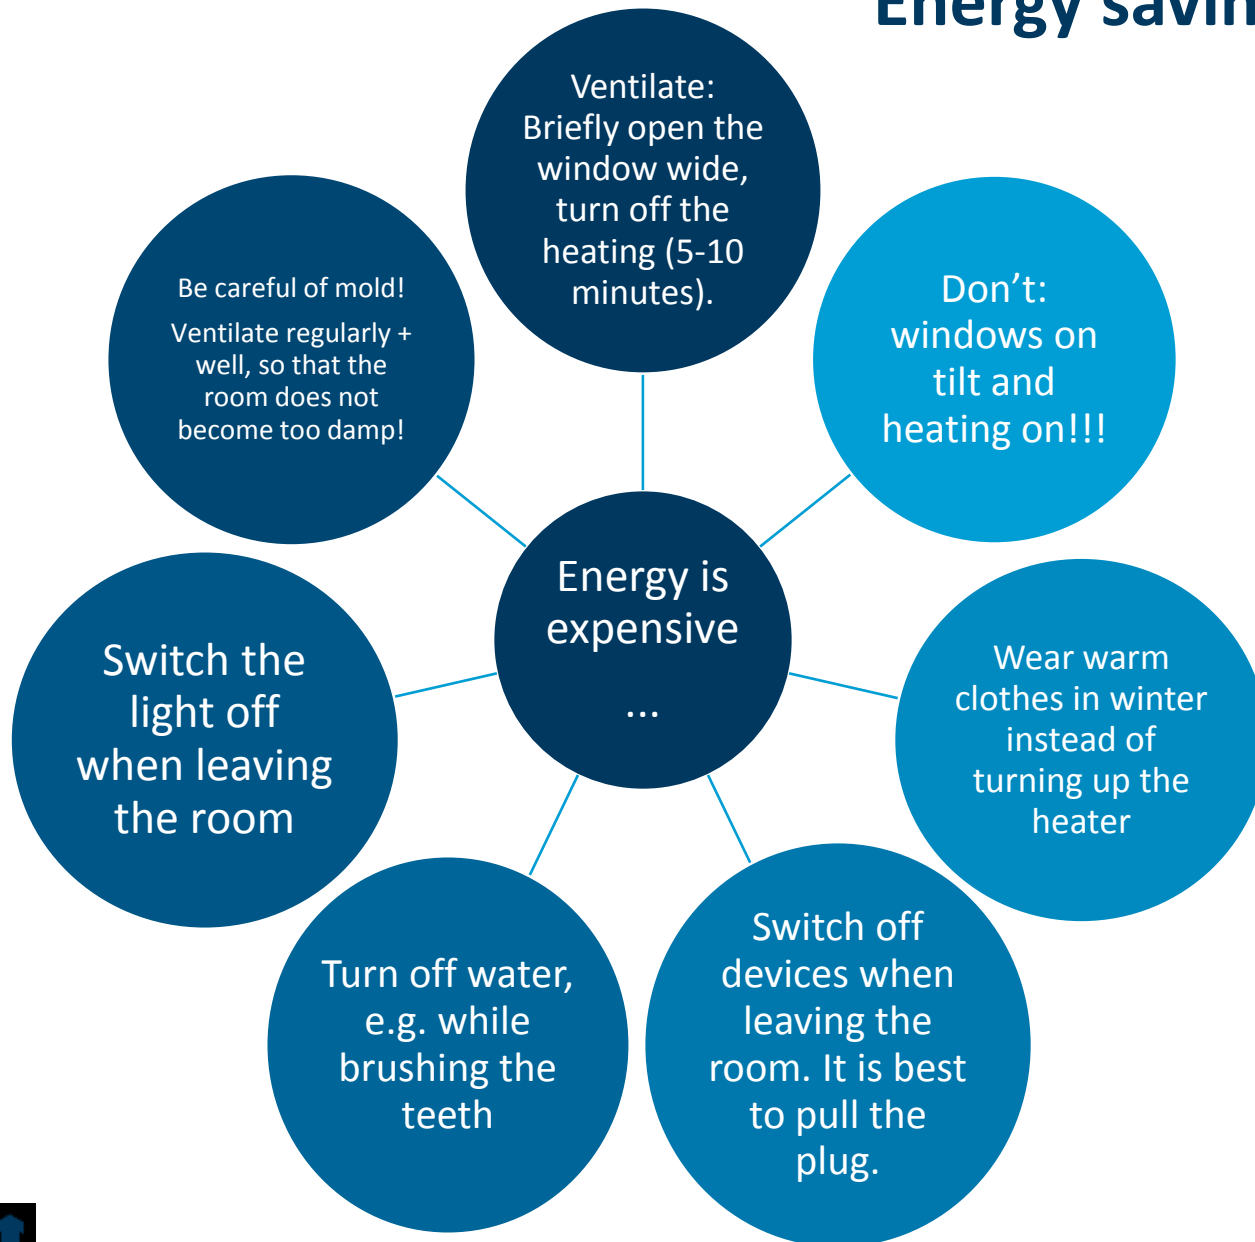 Energy savin
Ventilate:
Briefly open the
window wide,
turn off the
heating (5-10
minutes).
Don’t:
windows on
tilt and
heating on!!!
Wear warm
clothes in winter
instead of
turning up the
heater
Switch off
devices when
leaving the
room. It is best
to pull the
plug.
Turn off water,
e.g. while
brushing the
teeth
Switch the
light off
when leaving
the room
Be careful of mold!
Ventilate regularly +
well, so that the
room does not
become too damp!
Energy is
expensive
...